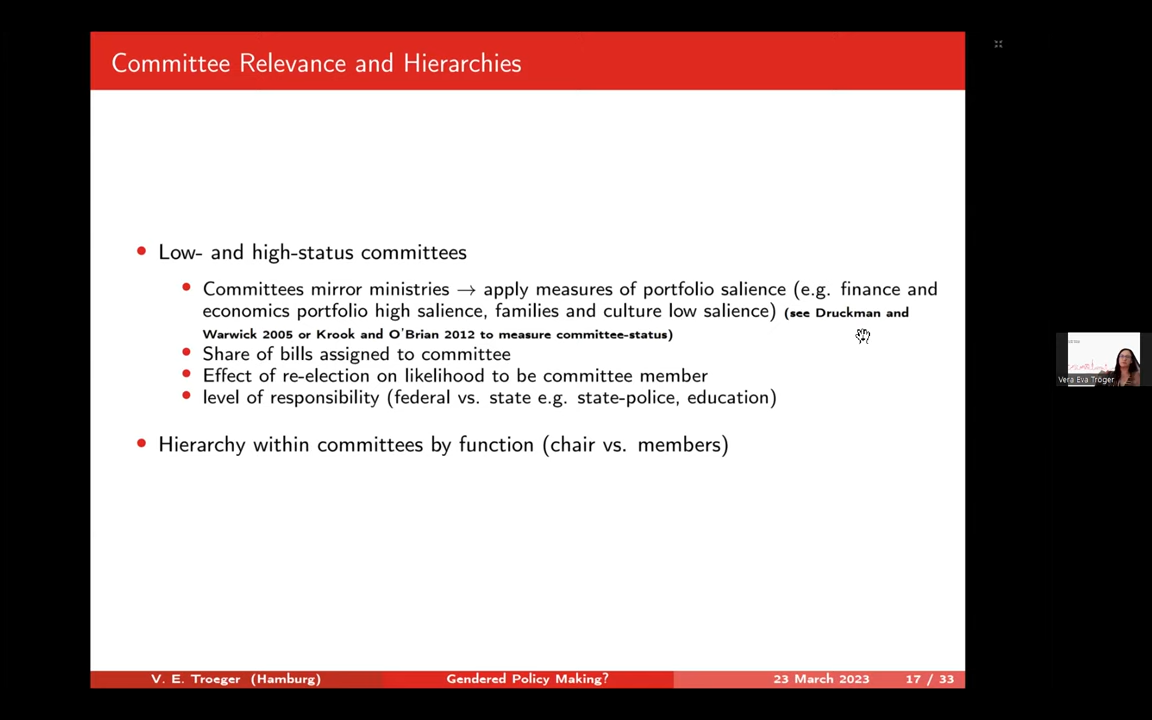 Committee Relevance and Hierarchies
Low- and high-status committees
Committees mirror ministries → apply measures of portfolio salience (e.g. finance and
economics portfolio high salience, families and culture low salience) (see Druckman and
Warwick 2005 or Krook and O'Brian 2012 to measure committee-status)
Share of bills assigned to committee
Effect of re-election on likelihood to be committee member
level of responsibility (federal vs. state e.g. state-police, education)
Hierarchy within committees by function (chair vs. members)
Vera Eva Tröger
V. E. Troeger (Hamburg) Gendered Policy Making? 23 March 2023 17 / 33